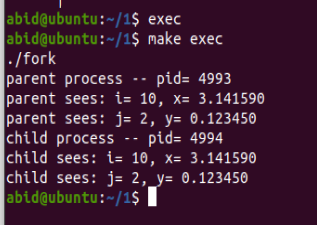 abid@ubuntu:~/1$ exec
abid@ubuntu:~/1$ make exec
./fork
parent process -- pid= 4993
parent sees: i= 10, x= 3.141590
parent sees: j= 2, y= 0.123450
child process -- pid= 4994
child sees: i= 10, x= 3.141590
child sees: j= 2, y= 0.123450
abid@ubuntu:~/1$